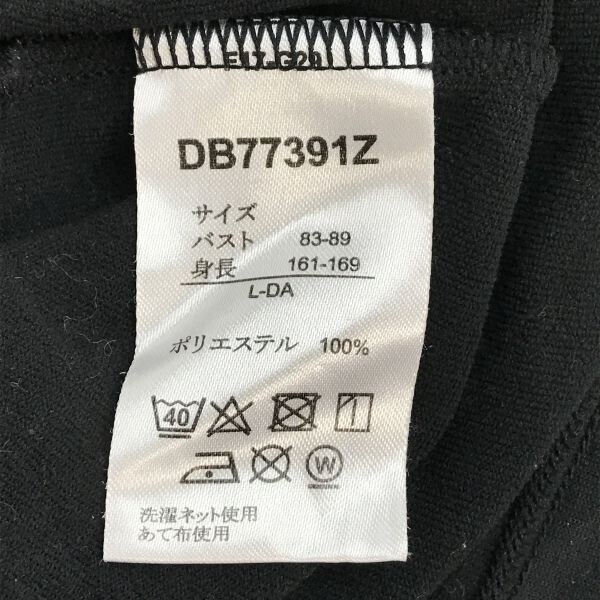 DB77391Z
サイズ
バスト 83-89
身長 161-169
L-DA
ポリエステル 100%
40
W
洗濯ネット使用
あて布使用